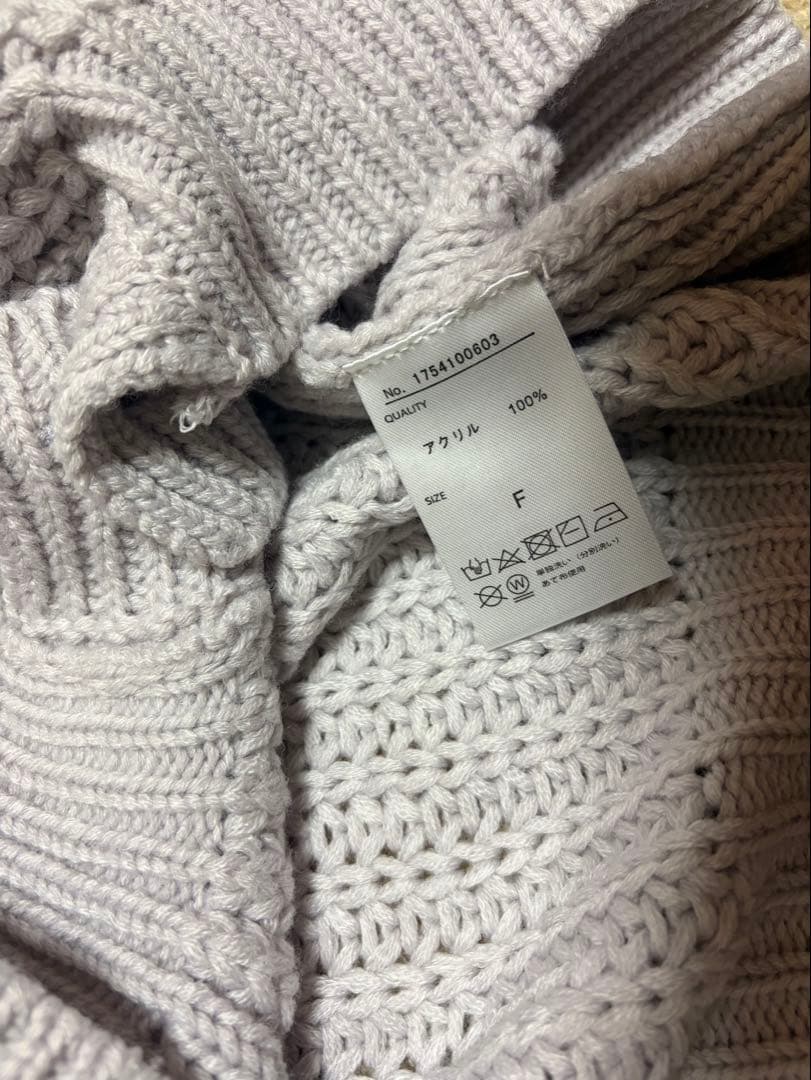 No. 1754100603
QUALITY
アクリル 100%
SIZE
F
単独洗い（分別洗い）
W
あて布使用